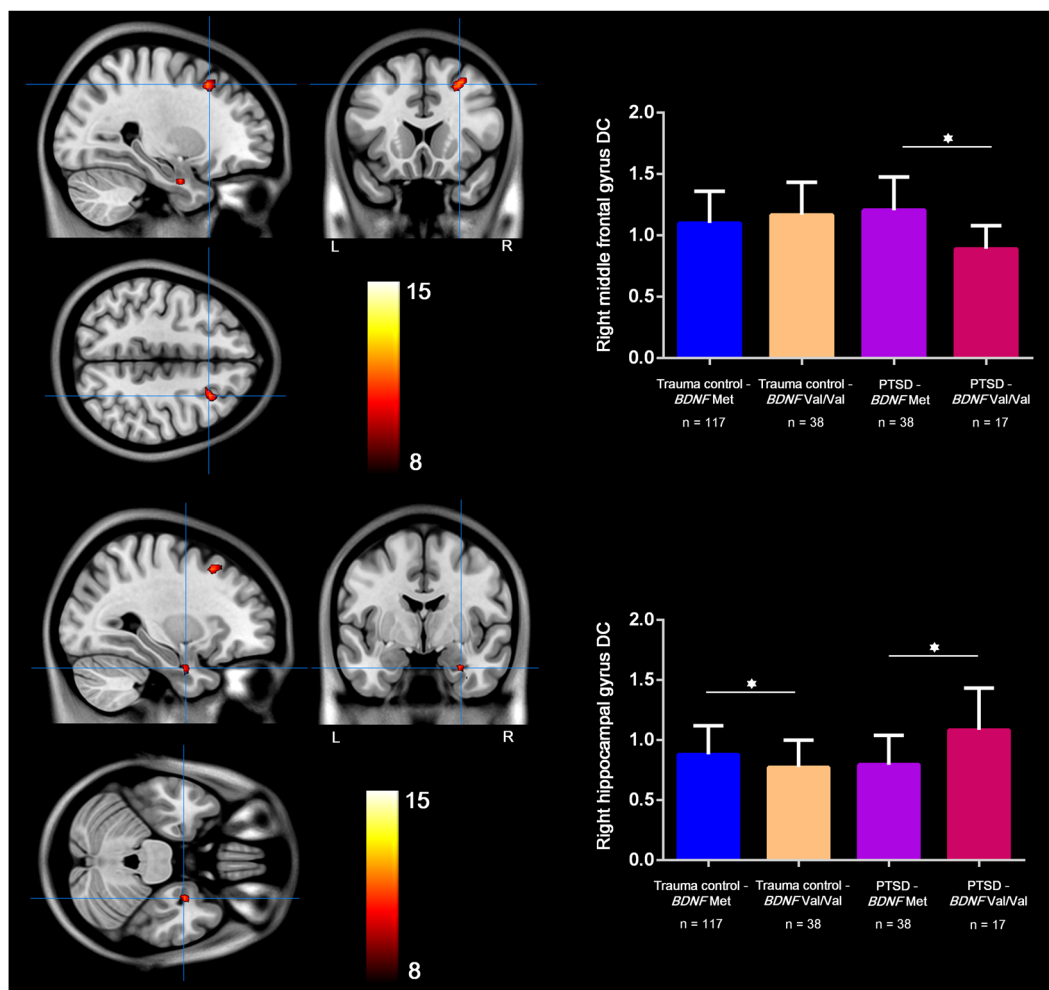 L
R
15
8
Right middle frontal gyrus DC
2.0
1.5
1.0
0.5
0.0
*
Trauma control -
BDNF Met
n = 117
Trauma control -
BDNF Val/Val
n = 38
PTSD -
BDNF Met
n = 38
PTSD -
BDNF Val/Val
n = 17
L
R
15
8
Right hippocampal gyrus DC
2.0
1.5
1.0
0.5
0.0
*
*
Trauma control -
BDNF Met
n = 117
Trauma control -
BDNF Val/Val
n = 38
PTSD -
BDNF Met
n = 38
PTSD -
BDNF Val/Val
n = 17